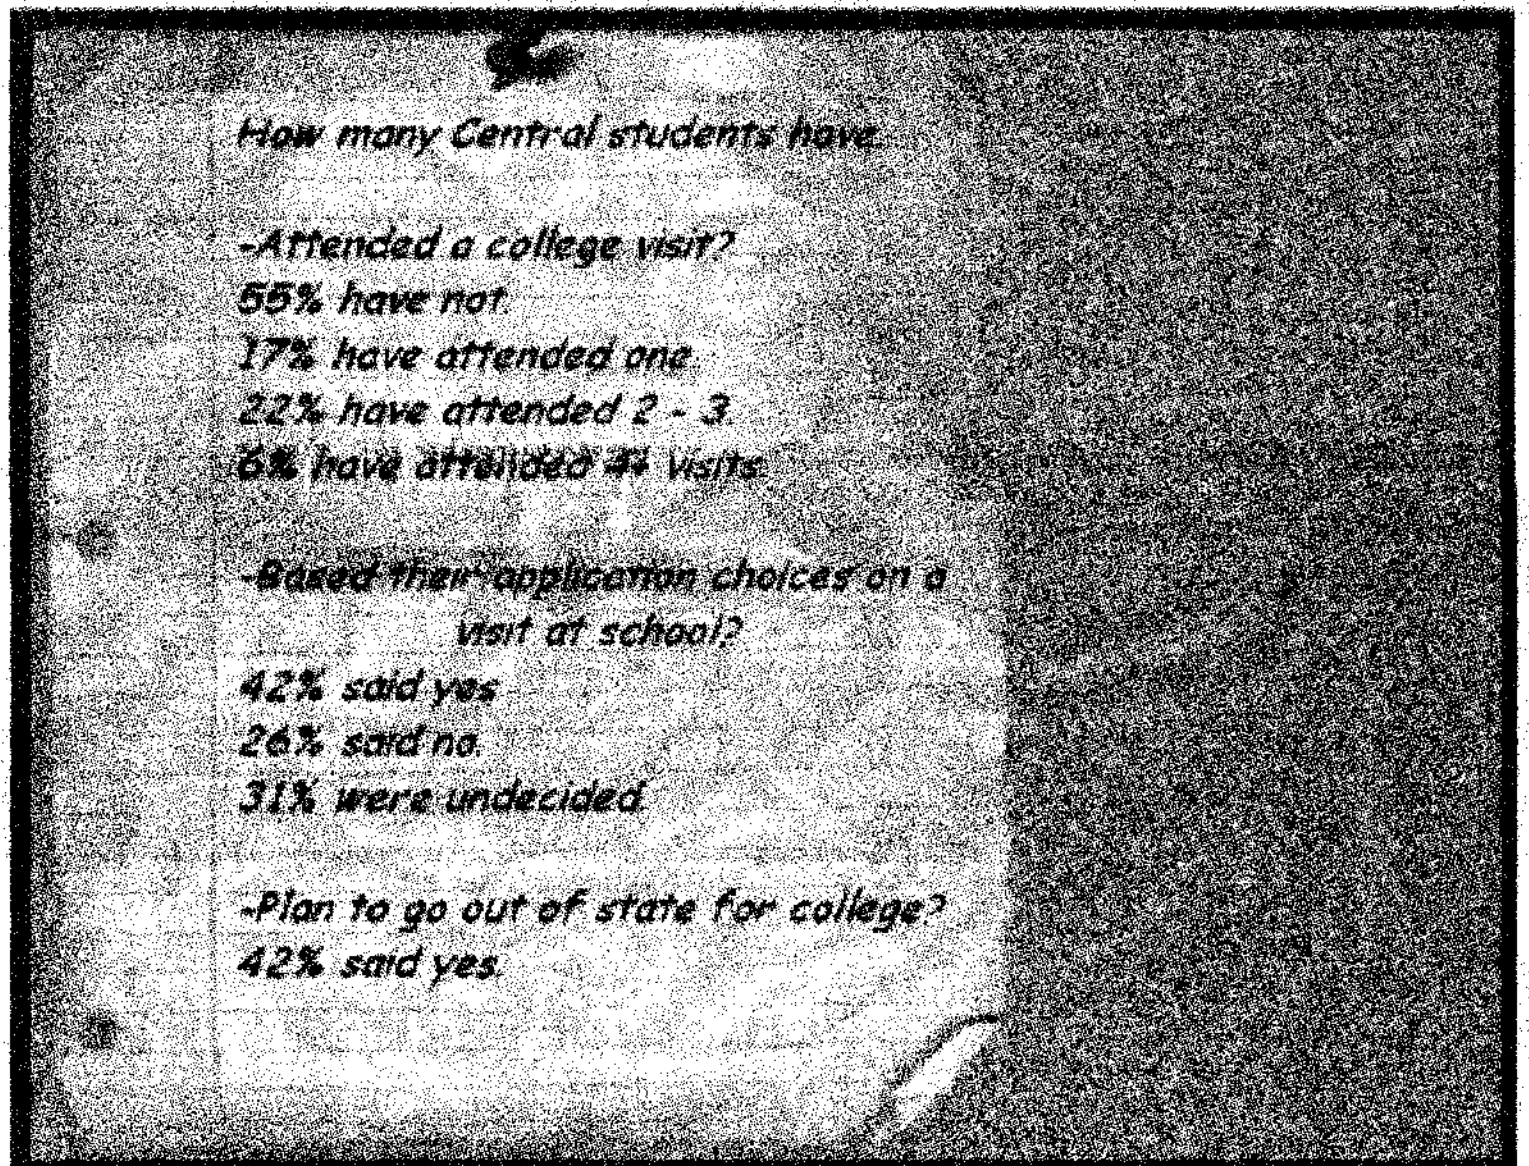 How many Central students have:
-Attended a college visit?
55% have not.
17% have attended one.
22% have attended 2 - 3.
6% have attended 4+ visits.
-Based their application choices on a
visit at school?
42% said yes
26% said no.
31% were undecided.
-Plan to go out of state for college?
42% said yes.